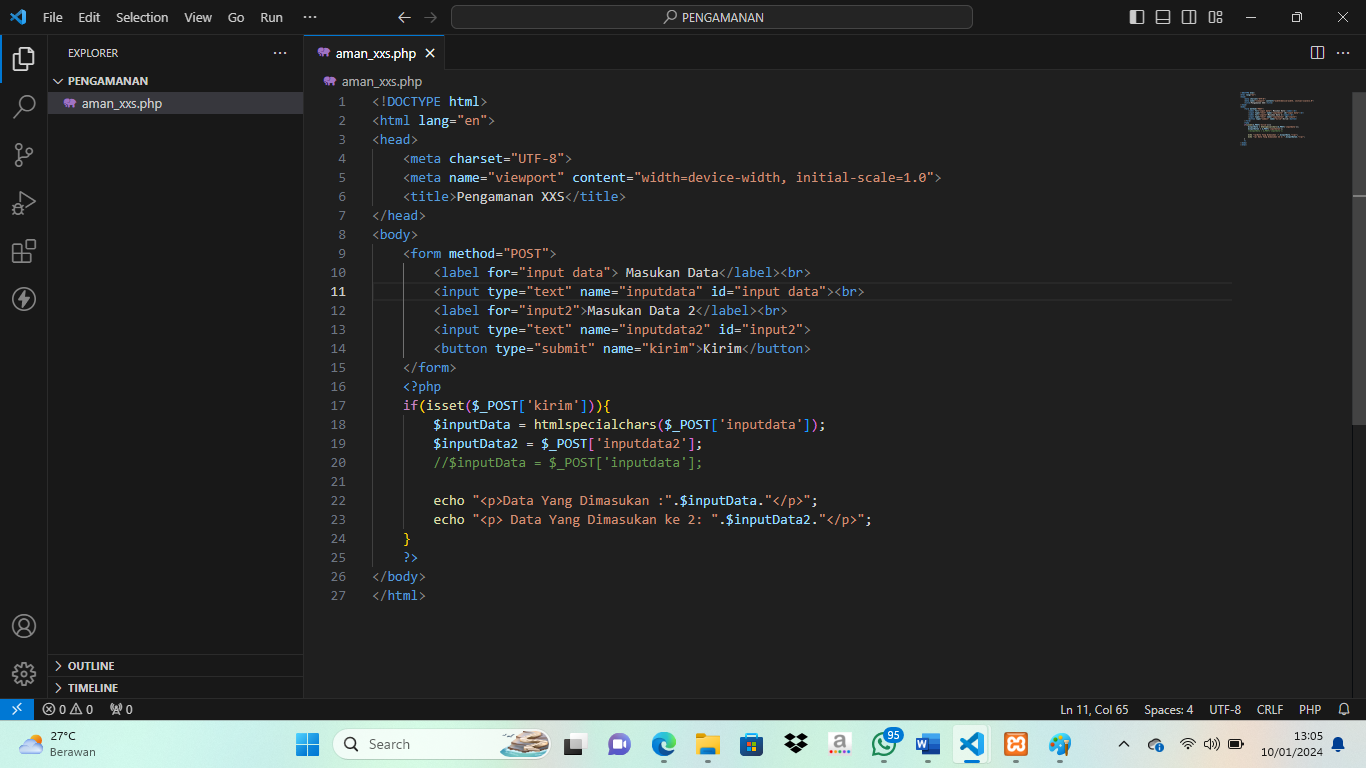 File Edit Selection View Go Run ··· PENGAMANAN
EXPLORER ···
PENGAMANAN
aman_xxs.php
aman_xxs.php
aman_xxs.php
1 <!DOCTYPE html>
2 <html lang="en">
3 <head>
4 <meta charset="UTF-8">
5 <meta name="viewport" content="width=device-width, initial-scale=1.0">
6 <title>Pengamanan XXS</title>
7 </head>
8 <body>
9 <form method="POST">
10 <label for="input data"> Masukan Data</label><br>
11 <input type="text" name="inputdata" id="input data"><br>
12 <label for="input2">Masukan Data 2</label><br>
13 <input type="text" name="inputdata2" id="input2">
14 <button type="submit" name="kirim">Kirim</button>
15 </form>
16 <?php
17 if(isset($_POST['kirim'])){
18 $inputData = htmlspecialchars($_POST['inputdata']);
19 $inputData2 = $_POST['inputdata2'];
20 //$inputData = $_POST['inputdata'];
21
22 echo "<p>Data Yang Dimasukan :".$inputData."</p>";
23 echo "<p> Data Yang Dimasukan ke 2: ".$inputData2."</p>";
24 }
25 ?>
26 </body>
27 </html>
OUTLINE
TIMELINE
0 0 0 Ln 11, Col 65 Spaces: 4 UTF-8 CRLF PHP
27°C
Berawan
Search
95
13:05
10/01/2024